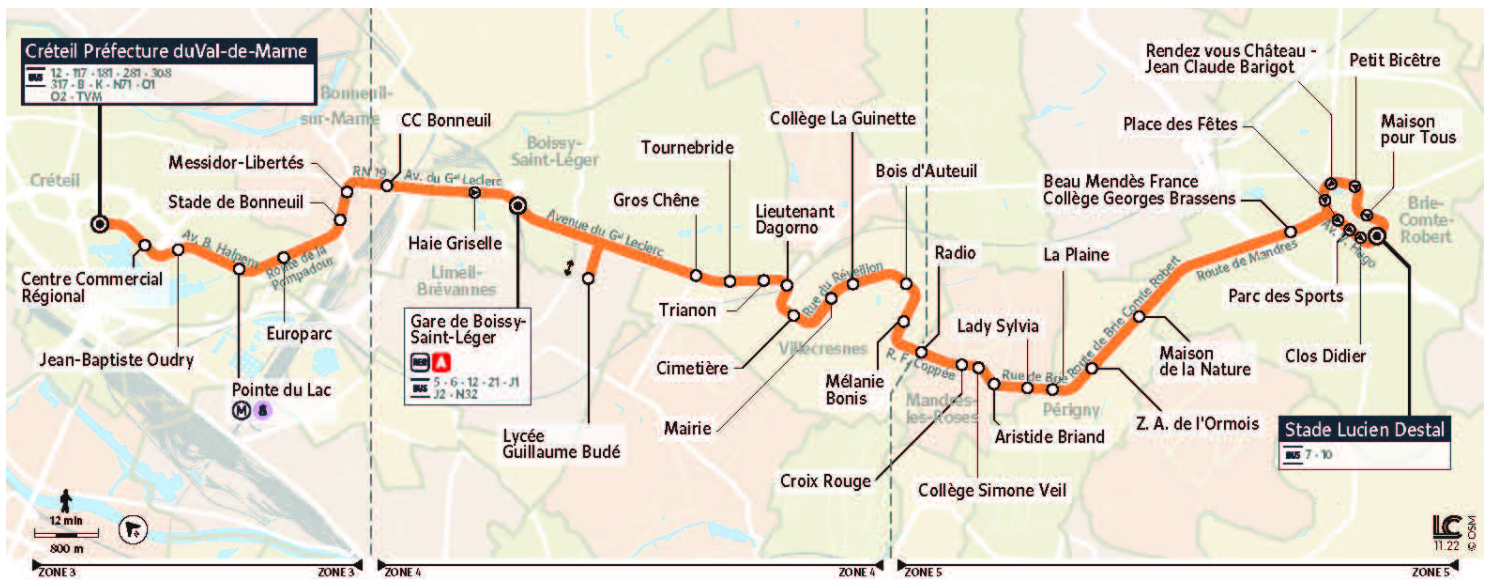 Créteil Préfecture duVal-de-Marne
BUS 12 - 117 - 181 - 281 - 308
317 - B - K - N71 - O1
O2 - TVM
Créteil
Centre Commercial
Régional
Jean-Baptiste Oudry
Av. B. Halpern
Pointe du Lac
M 8
Route de la
Pompadour
Europarc
Stade de Bonneuil
Messidor-Libertés
Bonneuil-
sur-Marne
RN 19
CC Bonneuil
Av. du Gal Leclerc
Haie Griselle
Boissy-
Saint-Léger
Limeil-
Brévannes
Gare de Boissy-
Saint-Léger
RER A
BUS 5 - 6 - 12 - 21 - J1
J2 - N32
Avenue du Gal Leclerc
Lycée
Guillaume Budé
Gros Chêne
Tournebride
Trianon
Lieutenant
Dagorno
Cimetière
Rue du Réveillon
Mairie
Villecresnes
Collège La Guinette
Bois d'Auteuil
Mélanie
Bonis
R. F. Coppée
Radio
Croix Rouge
Mandres-
les-Roses
Collège Simone Veil
Aristide Briand
Lady Sylvia
Rue de Brie
La Plaine
Périgny
Z. A. de l'Ormois
Route de Brie Comte Robert
Maison
de la Nature
Route de Mandres
Beau Mendès France
Collège Georges Brassens
Place des Fêtes
Rendez vous Château -
Jean Claude Barigot
Petit Bicêtre
Maison
pour Tous
Brie-
Comte-
Robert
Hugo
Parc des Sports
Clos Didier
Stade Lucien Destal
BUS 7 - 10
12 min
800 m
LC
11.22
© OSM
ZONE 3
ZONE 3
ZONE 4
ZONE 4
ZONE 5
ZONE 5